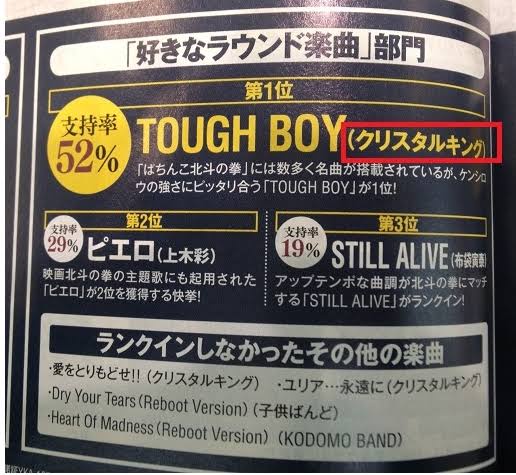 「好きなラウンド楽曲」部門
第1位
支持率
52%
TOUGH BOY(クリスタルキング)
「ぱちんこ北斗の拳」には数多く名曲が搭載されているが、ケンシロ
ウの強さにピッタリ合う「TOUGH BOY」が1位!
第2位
支持率
29%
ピエロ(上木彩)
映画北斗の拳の主題歌にも起用された
「ピエロ」が2位を獲得する快挙!
第3位
支持率
19%
STILL ALIVE(布袋寅泰)
アップテンポな曲調が北斗の拳にマッチ
する「STILL ALIVE」がランクイン!
ランクインしなかったその他の楽曲
・愛をとりもどせ!!(クリスタルキング) ・ユリア…永遠に(クリスタルキング)
・Dry Your Tears(Reboot Version)(子供ばんど)
・Heart Of Madness(Reboot Version) (KODOMO BAND)